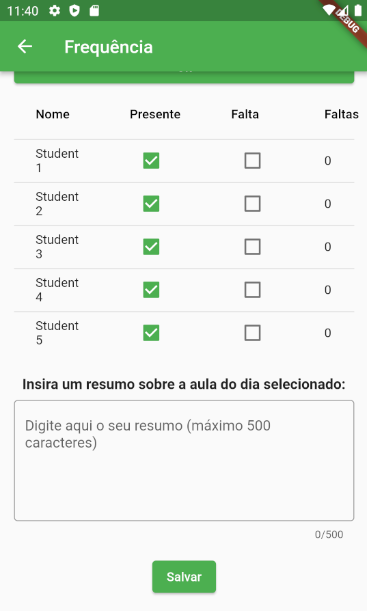 11:40
DEBUG
Frequência
Nome Presente Falta Faltas
Student
1 0
Student
2 0
Student
3 0
Student
4 0
Student
5 0
Insira um resumo sobre a aula do dia selecionado:
Digite aqui o seu resumo (máximo 500
caracteres)
0/500
Salvar